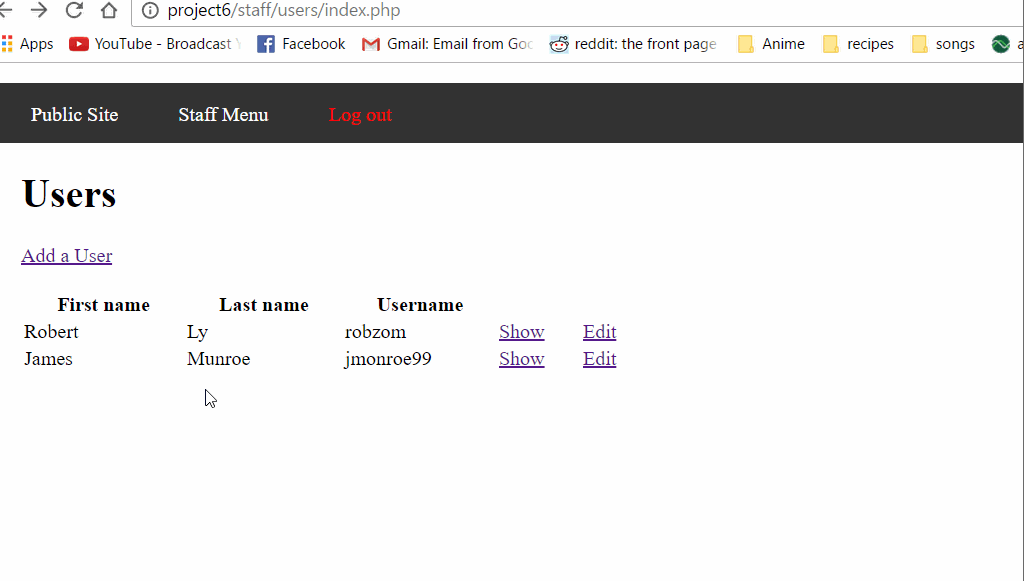 project6/staff/users/index.php
Apps YouTube - Broadcast Facebook Gmail: Email from Goo reddit: the front page Anime recipes songs a
Public Site Staff Menu Log out
Users
Add a User
First name Last name Username
Robert Ly robzom Show Edit
James Munroe jmonroe99 Show Edit